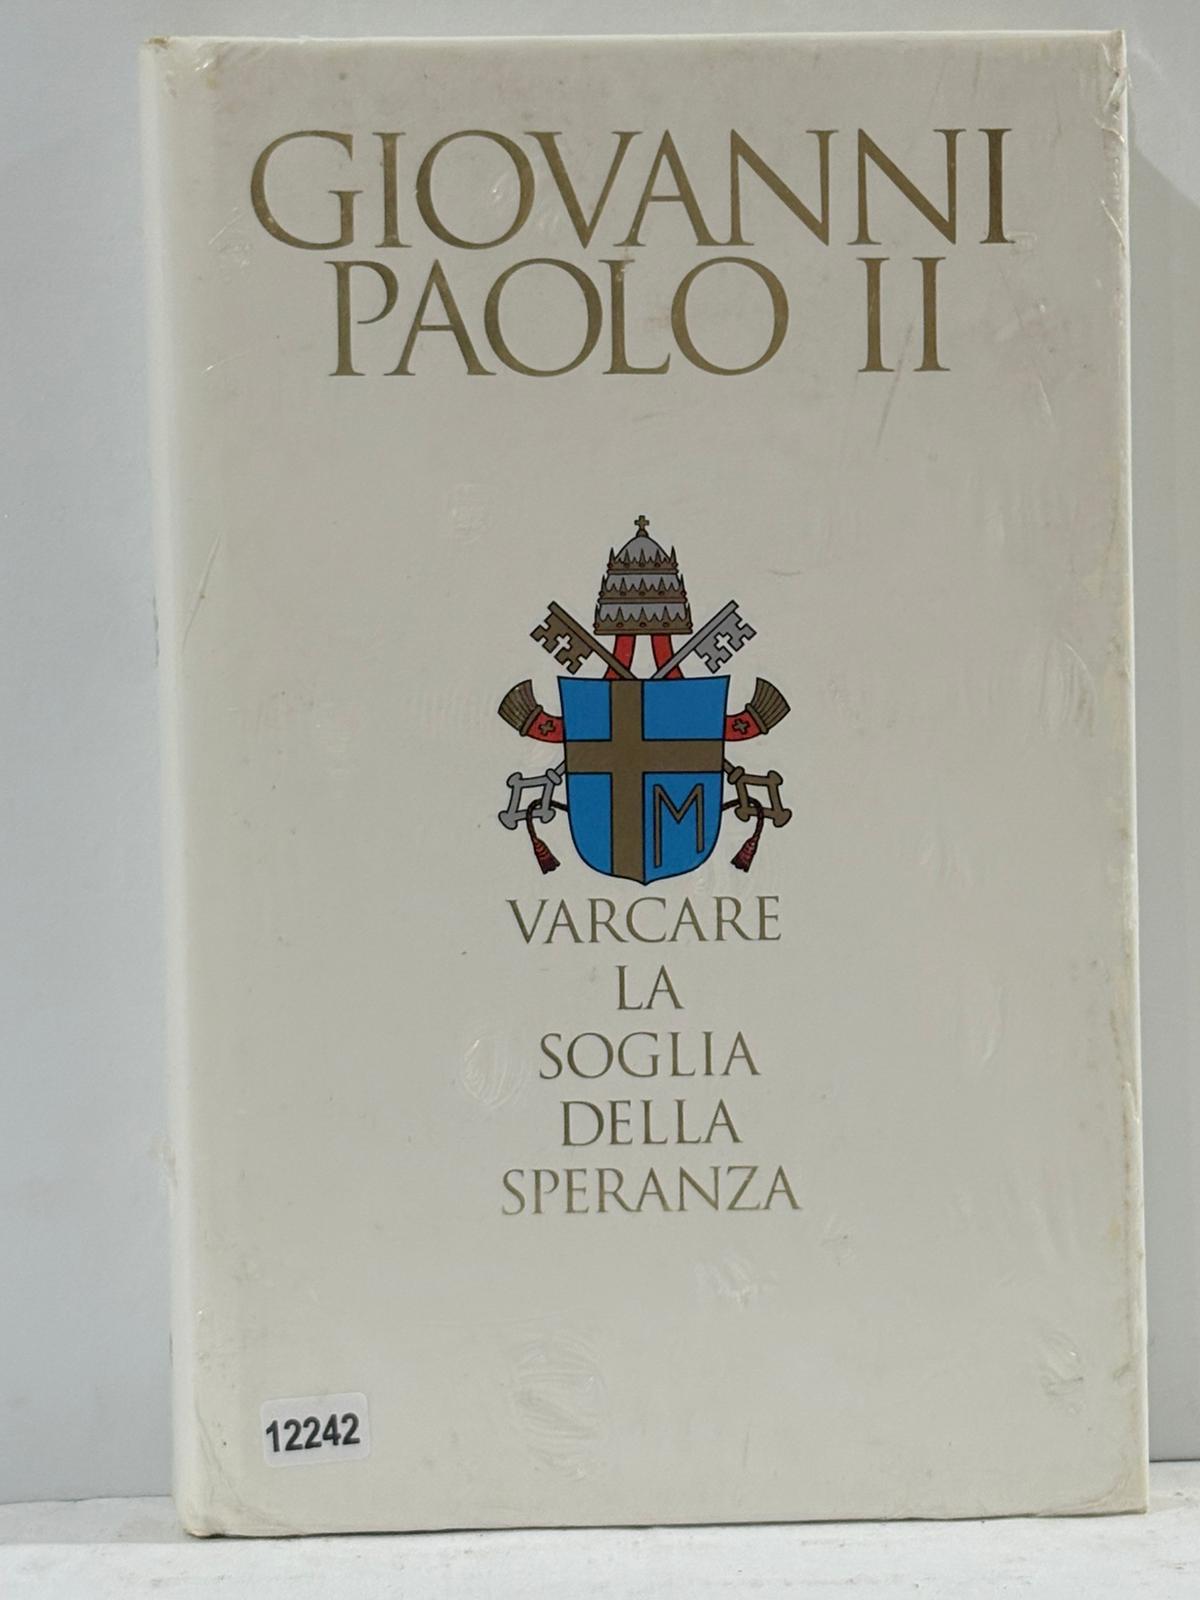 GIOVANNI
PAOLO II
M
VARCARE
LA
SOGLIA
DELLA
SPERANZA
12242